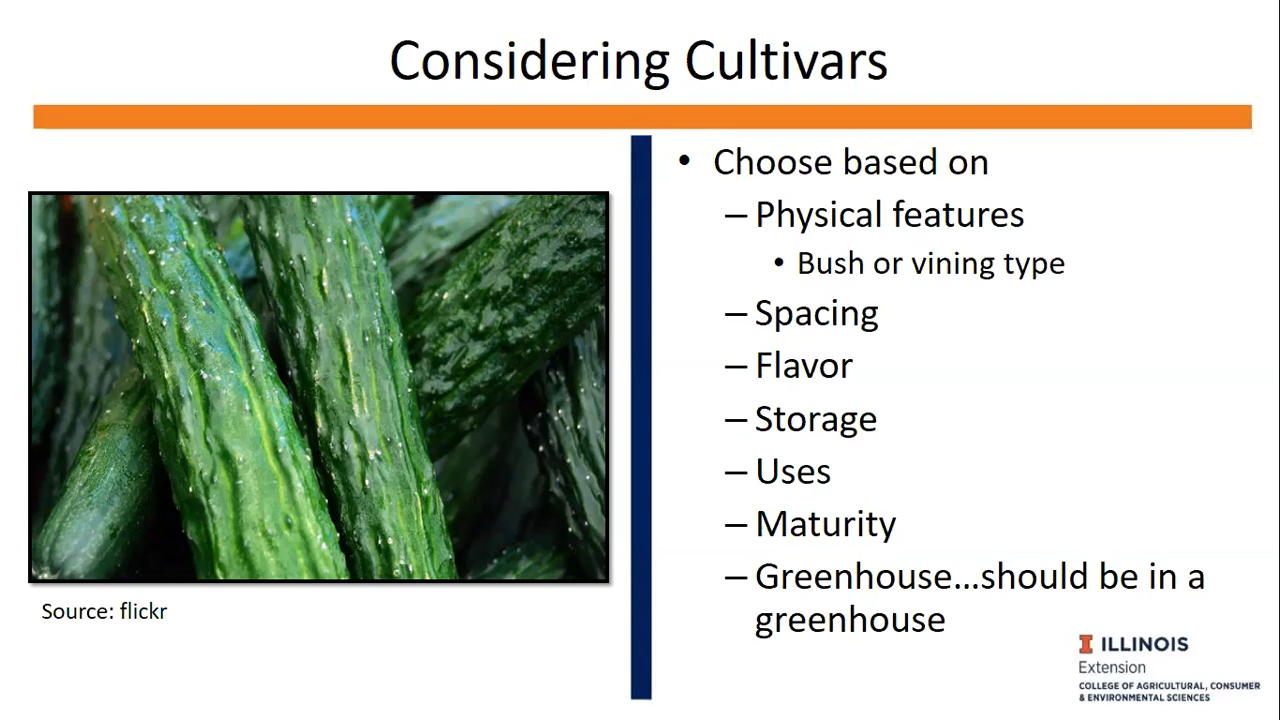 Considering Cultivars
• Choose based on
– Physical features
• Bush or vining type
– Spacing
– Flavor
– Storage
– Uses
– Maturity
– Greenhouse...should be in a
greenhouse
Source: flickr
I ILLINOIS
Extension
COLLEGE OF AGRICULTURAL, CONSUMER
& ENVIRONMENTAL SCIENCES